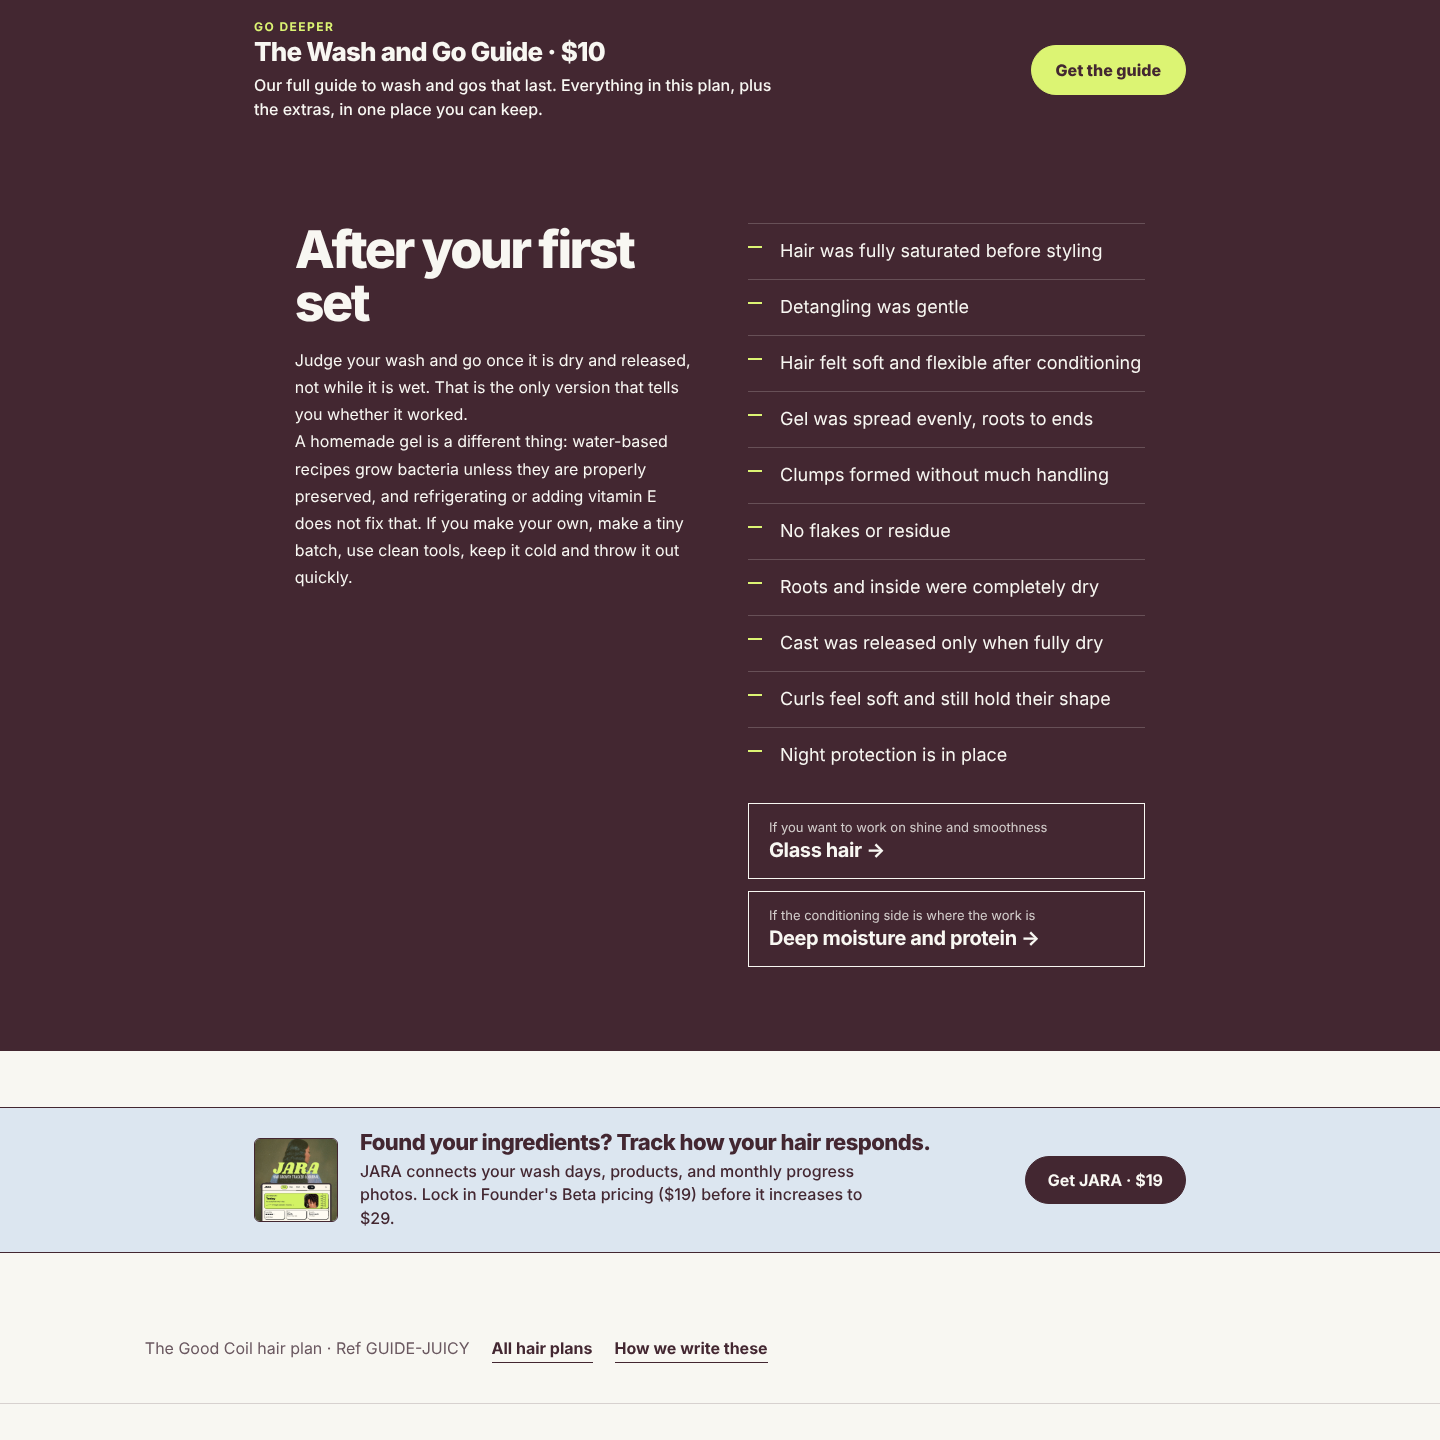 GO DEEPER
The Wash and Go Guide · $10
Our full guide to wash and gos that last. Everything in this plan, plus
the extras, in one place you can keep.
Get the guide
After your first
set
Judge your wash and go once it is dry and released,
not while it is wet. That is the only version that tells
you whether it worked.
A homemade gel is a different thing: water-based
recipes grow bacteria unless they are properly
preserved, and refrigerating or adding vitamin E
does not fix that. If you make your own, make a tiny
batch, use clean tools, keep it cold and throw it out
quickly.
Hair was fully saturated before styling
Detangling was gentle
Hair felt soft and flexible after conditioning
Gel was spread evenly, roots to ends
Clumps formed without much handling
No flakes or residue
Roots and inside were completely dry
Cast was released only when fully dry
Curls feel soft and still hold their shape
Night protection is in place
If you want to work on shine and smoothness
Glass hair →
If the conditioning side is where the work is
Deep moisture and protein →
JARA
Found your ingredients? Track how your hair responds.
JARA connects your wash days, products, and monthly progress
photos. Lock in Founder's Beta pricing ($19) before it increases to
$29.
Get JARA · $19
The Good Coil hair plan · Ref GUIDE-JUICY
All hair plans
How we write these